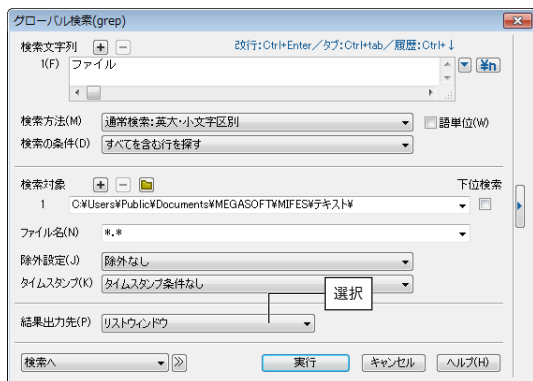 グローバル検索(grep)
検索文字列 改行:Ctrl+Enter／タブ:Ctrl+tab／履歴:Ctrl+↓
1(F) ファイル ¥n
検索方法(M) 通常検索:英大・小文字区別 語単位(W)
検索の条件(D) すべてを含む行を探す
検索対象 下位検索
1 C:¥Users¥Public¥Documents¥MEGASOFT¥MIFES¥テキスト¥
ファイル名(N) *.*
除外設定(J) 除外なし
タイムスタンプ(K) タイムスタンプ条件なし
選択
結果出力先(P) リストウィンドウ
検索へ 実行 キャンセル ヘルプ(H)